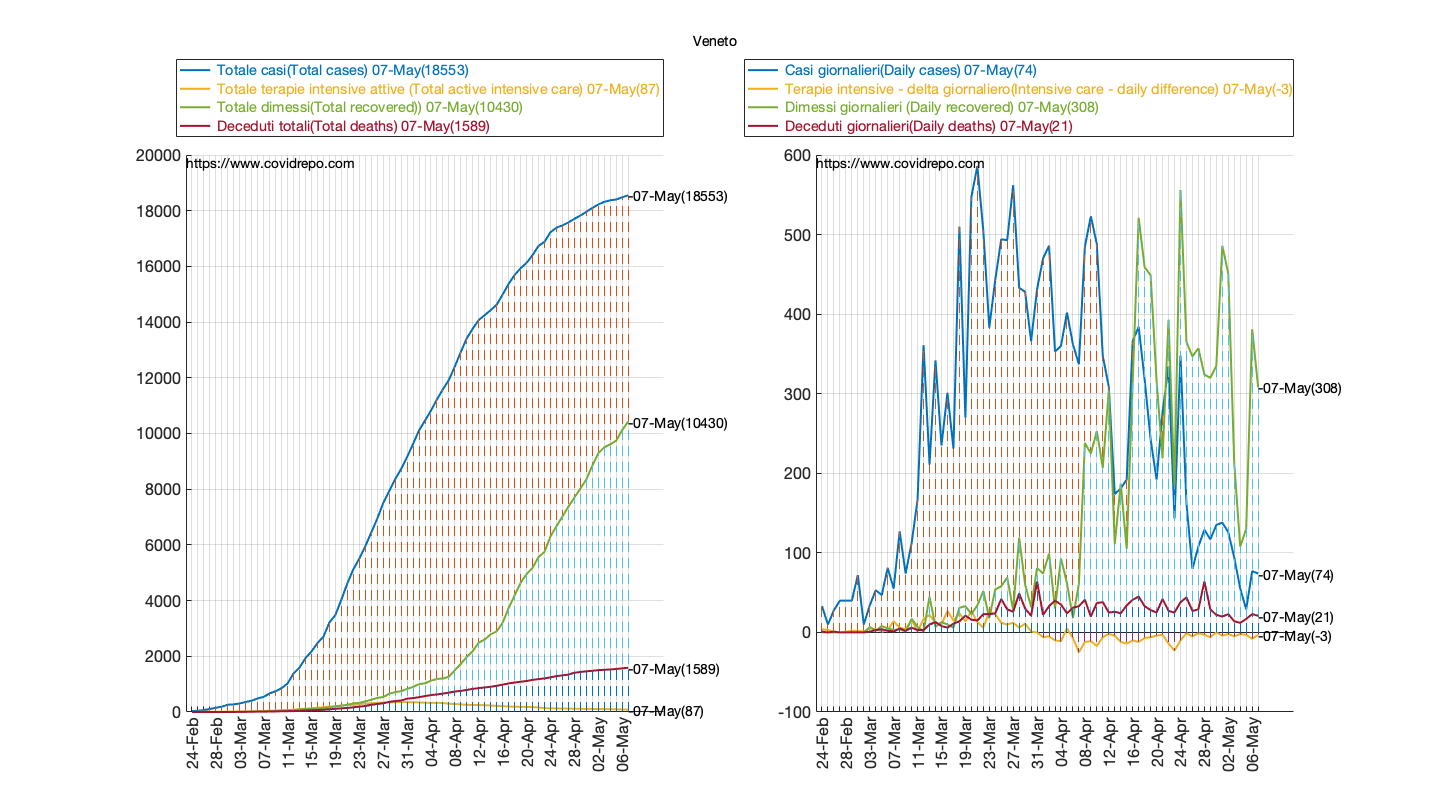 Veneto
Totale casi(Total cases) 07-May(18553)
Totale terapie intensive attive (Total active intensive care) 07-May(87)
Totale dimessi(Total recovered)) 07-May(10430)
Deceduti totali(Total deaths) 07-May(1589)
20000
18000
16000
14000
12000
10000
8000
6000
4000
2000
0
https://www.covidrepo.com
07-May(18553)
07-May(10430)
07-May(1589)
07-May(87)
24-Feb
28-Feb
03-Mar
07-Mar
11-Mar
15-Mar
19-Mar
23-Mar
27-Mar
31-Mar
04-Apr
08-Apr
12-Apr
16-Apr
20-Apr
24-Apr
28-Apr
02-May
06-May
Casi giornalieri(Daily cases) 07-May(74)
Terapie intensive - delta giornaliero(Intensive care - daily difference) 07-May(-3)
Dimessi giornalieri (Daily recovered) 07-May(308)
Deceduti giornalieri(Daily deaths) 07-May(21)
600
500
400
300
200
100
0
-100
https://www.covidrepo.com
07-May(308)
07-May(74)
07-May(21)
07-May(-3)
24-Feb
28-Feb
03-Mar
07-Mar
11-Mar
15-Mar
19-Mar
23-Mar
27-Mar
31-Mar
04-Apr
08-Apr
12-Apr
16-Apr
20-Apr
24-Apr
28-Apr
02-May
06-May